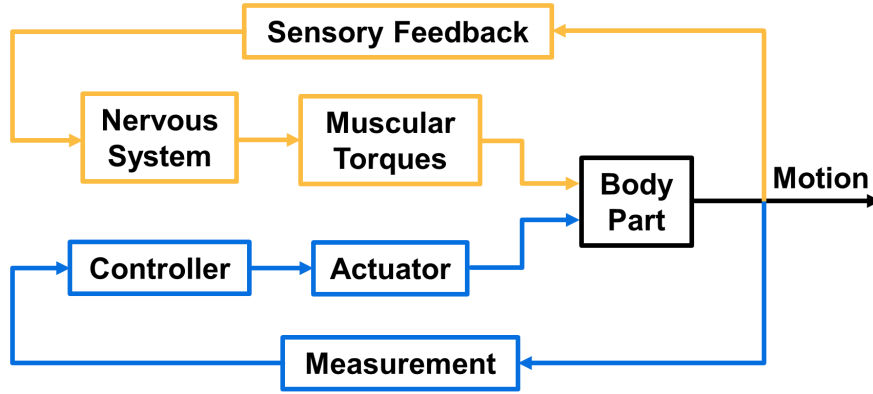 Sensory Feedback
Nervous
System
Muscular
Torques
Body
Part
Motion
Controller
Actuator
Measurement